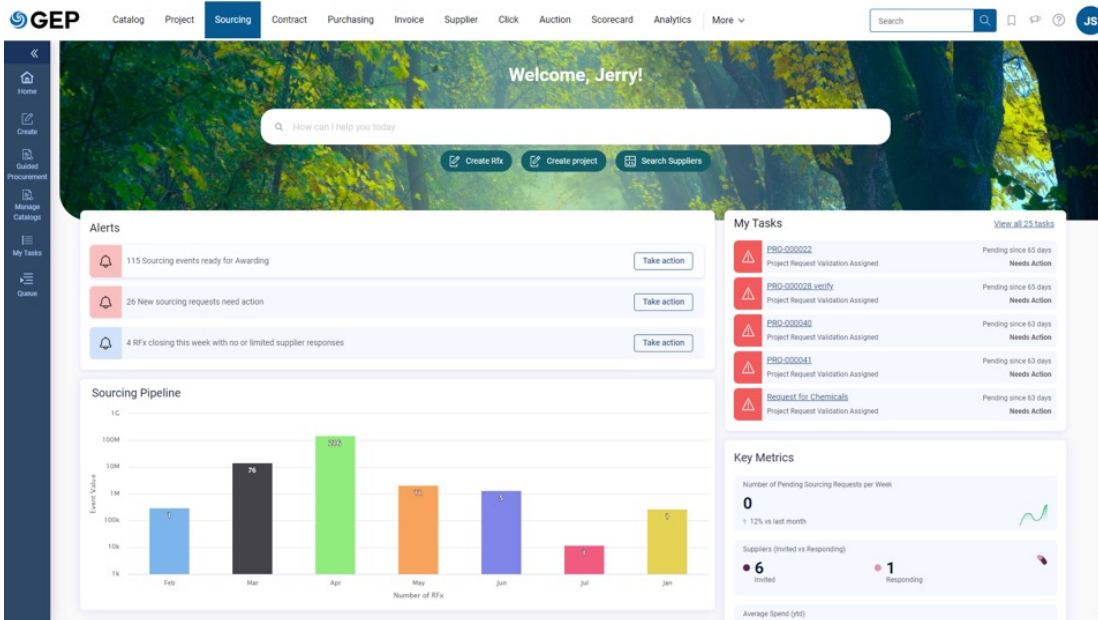 GEP
Catalog Project Sourcing Contract Purchasing Invoice Supplier Click Auction Scorecard Analytics More
Search
JS
Home
Create
Guided
Procurement
Manage
Catalogs
My Tasks
Queue
Welcome, Jerry!
How can I help you today
Create Rfx Create project Search Suppliers
Alerts
115 Sourcing events ready for Awarding Take action
26 New sourcing requests need action Take action
4 RFx closing this week with no or limited supplier responses Take action
Sourcing Pipeline
Event Value
1G
100M
10M
1M
100k
10k
1k
1 76 5 1
Feb Mar Apr May Jun Jul Jan
Number of RFx
My Tasks View all 25 tasks
PRQ-000022 Pending since 65 days
Project Request Validation Assigned Needs Action
PRQ-000028 verify Pending since 65 days
Project Request Validation Assigned Needs Action
PRQ-000040 Pending since 63 days
Project Request Validation Assigned Needs Action
PRQ-000041 Pending since 63 days
Project Request Validation Assigned Needs Action
Request for Chemicals Pending since 63 days
Project Request Validation Assigned Needs Action
Key Metrics
Number of Pending Sourcing Requests per Week
0
↑ 12% vs last month
Suppliers (Invited vs Responding)
6 1
Invited Responding
Average Spend (ytd)